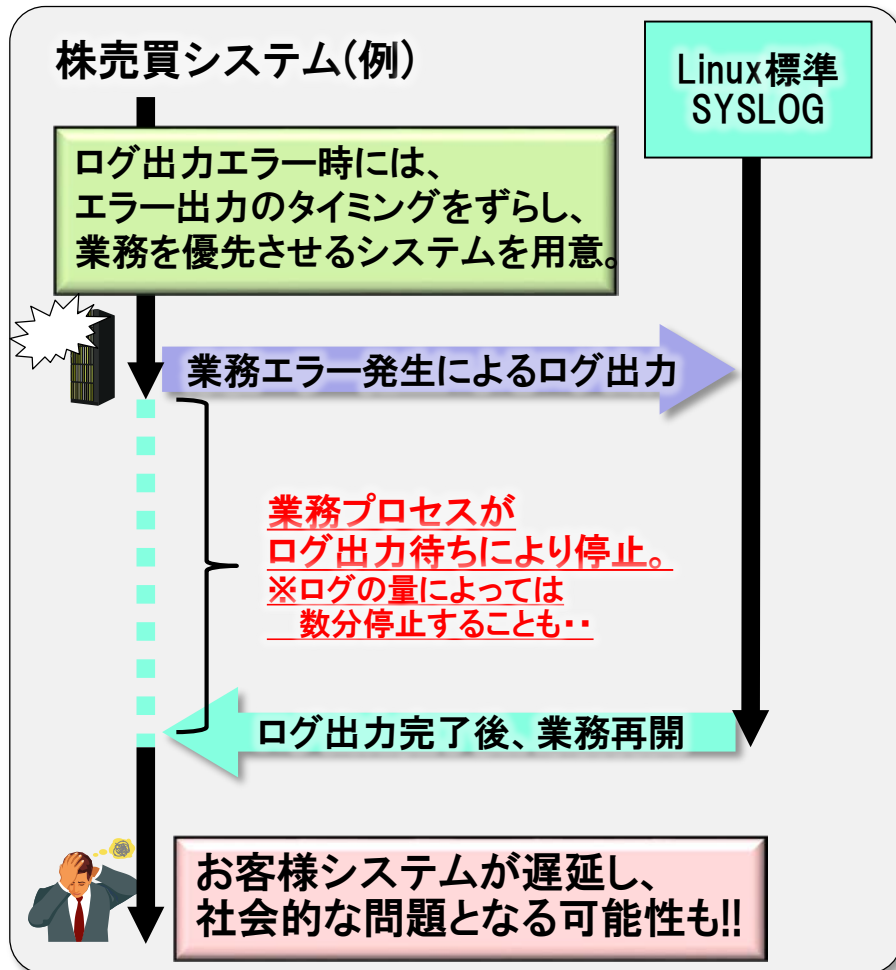 株売買システム(例)
Linux標準
SYSLOG
ログ出力エラー時には、
エラー出力のタイミングをずらし、
業務を優先させるシステムを用意。
業務エラー発生によるログ出力
業務プロセスが
ログ出力待ちにより停止。
※ログの量によっては
数分停止することも・・
ログ出力完了後、業務再開
お客様システムが遅延し、
社会的な問題となる可能性も!!